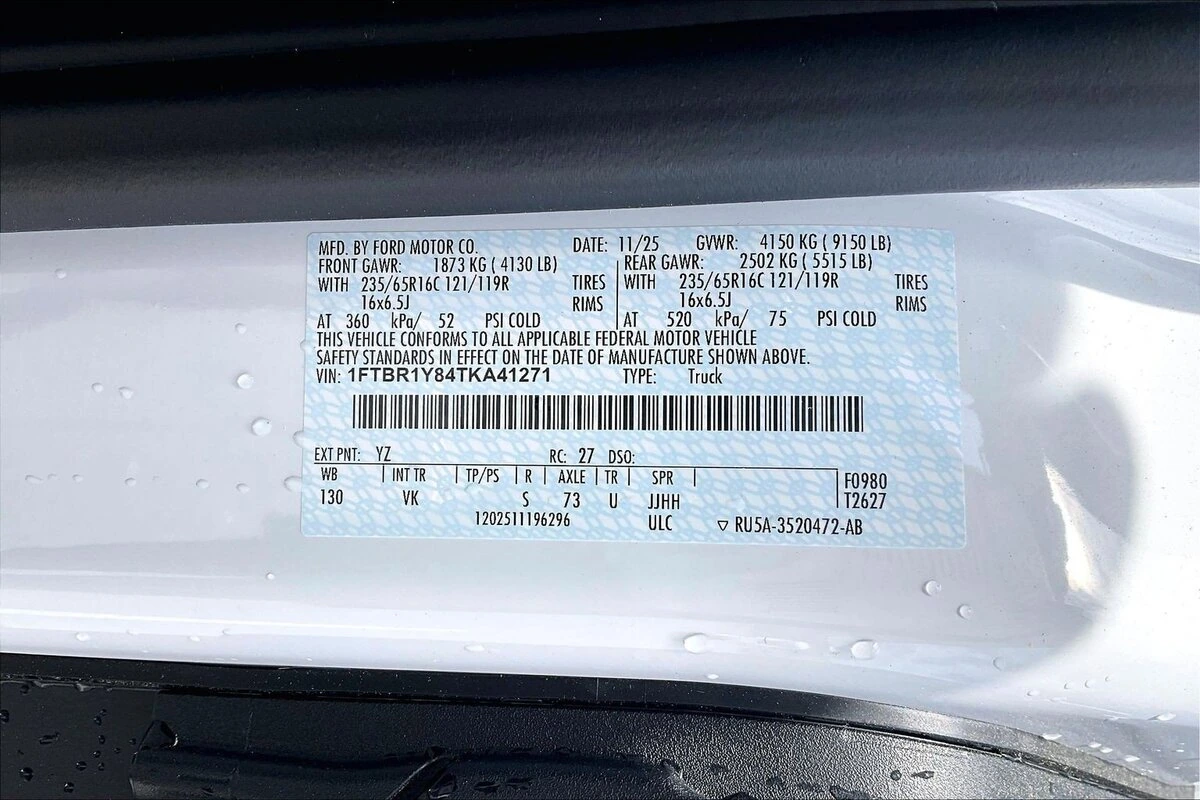 MFD. BY FORD MOTOR CO. DATE: 11/25 GVWR: 4150 KG ( 9150 LB)
FRONT GAWR: 1873 KG ( 4130 LB) REAR GAWR: 2502 KG ( 5515 LB)
WITH 235/65R16C 121/119R TIRES WITH 235/65R16C 121/119R TIRES
16x6.5J RIMS 16x6.5J RIMS
AT 360 kPa/ 52 PSI COLD AT 520 kPa/ 75 PSI COLD
THIS VEHICLE CONFORMS TO ALL APPLICABLE FEDERAL MOTOR VEHICLE
SAFETY STANDARDS IN EFFECT ON THE DATE OF MANUFACTURE SHOWN ABOVE.
VIN: 1FTBR1Y84TKA41271 TYPE: Truck
EXT PNT: YZ RC: 27 DSO:
WB INT TR TP/PS R AXLE TR SPR F0980
130 VK S 73 U JJHH T2627
1202511196296 ULC ▽ RU5A-3520472-AB